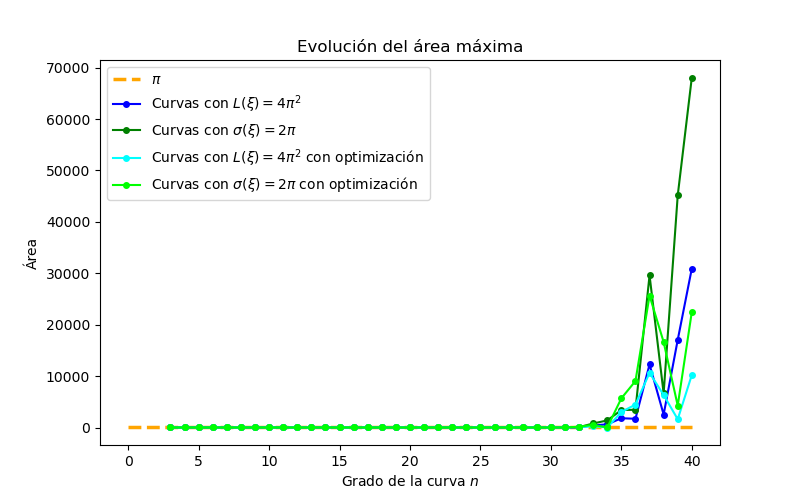 Evolución del área máxima
π
Curvas con L(ξ) = 4π²
Curvas con σ(ξ) = 2π
Curvas con L(ξ) = 4π² con optimización
Curvas con σ(ξ) = 2π con optimización
Área
70000
60000
50000
40000
30000
20000
10000
0
0 5 10 15 20 25 30 35 40
Grado de la curva n